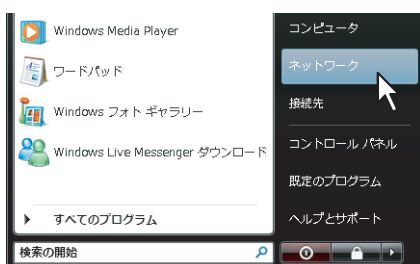 Windows Media Player
ワードパッド
Windows フォト ギャラリー
Windows Live Messenger ダウンロード
すべてのプログラム
検索の開始
コンピュータ
ネットワーク
接続先
コントロール パネル
既定のプログラム
ヘルプとサポート